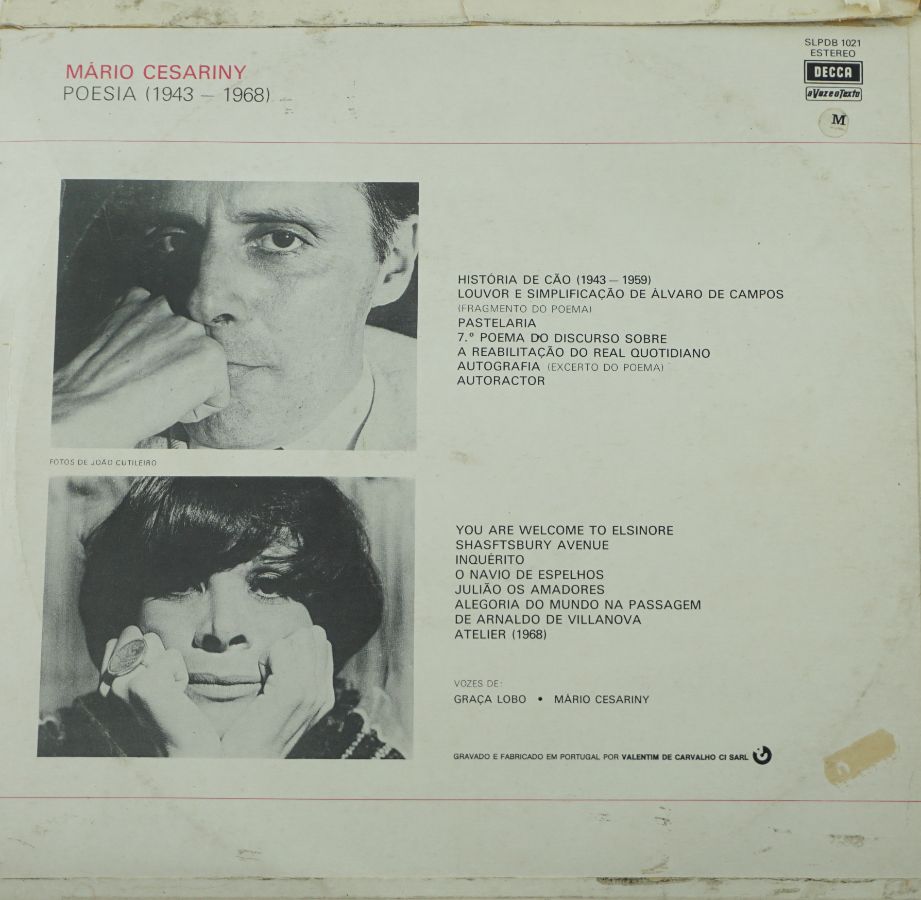 MÁRIO CESARINY
POESIA (1943 – 1968)
SLPDB 1021
ESTEREO
DECCA
a Voz e o Texto
M
HISTÓRIA DE CÃO (1943 – 1959)
LOUVOR E SIMPLIFICAÇÃO DE ÁLVARO DE CAMPOS
(FRAGMENTO DO POEMA)
PASTELARIA
7.º POEMA DO DISCURSO SOBRE
A REABILITAÇÃO DO REAL QUOTIDIANO
AUTOGRAFIA (EXCERTO DO POEMA)
AUTORACTOR
FOTOS DE JOÃO CUTILEIRO
YOU ARE WELCOME TO ELSINORE
SHASFTSBURY AVENUE
INQUÉRITO
O NAVIO DE ESPELHOS
JULIÃO OS AMADORES
ALEGORIA DO MUNDO NA PASSAGEM
DE ARNALDO DE VILLANOVA
ATELIER (1968)
VOZES DE:
GRAÇA LOBO • MÁRIO CESARINY
GRAVADO E FABRICADO EM PORTUGAL POR VALENTIM DE CARVALHO CI SARL